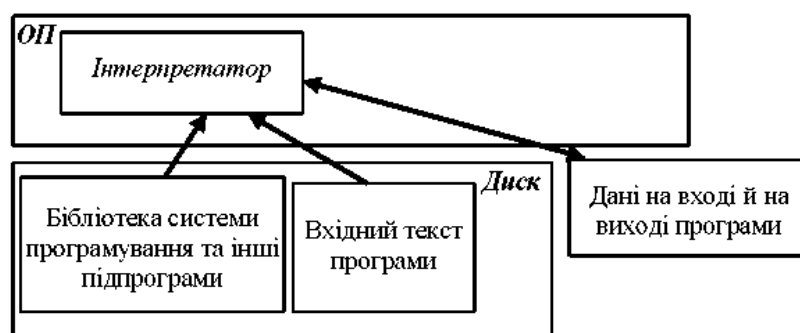 ОП
Інтерпретатор
Диск
Бібліотека системи
програмування та інші
підпрограми
Вхідний текст
програми
Дані на вході й на
виході програми